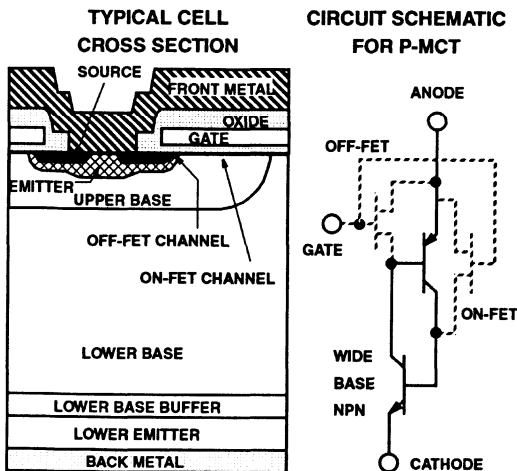 TYPICAL CELL
CROSS SECTION
SOURCE
FRONT METAL
OXIDE
GATE
EMITTER
UPPER BASE
OFF-FET CHANNEL
ON-FET CHANNEL
LOWER BASE
LOWER BASE BUFFER
LOWER EMITTER
BACK METAL
CIRCUIT SCHEMATIC
FOR P-MCT
ANODE
OFF-FET
GATE
ON-FET
WIDE
BASE
NPN
CATHODE